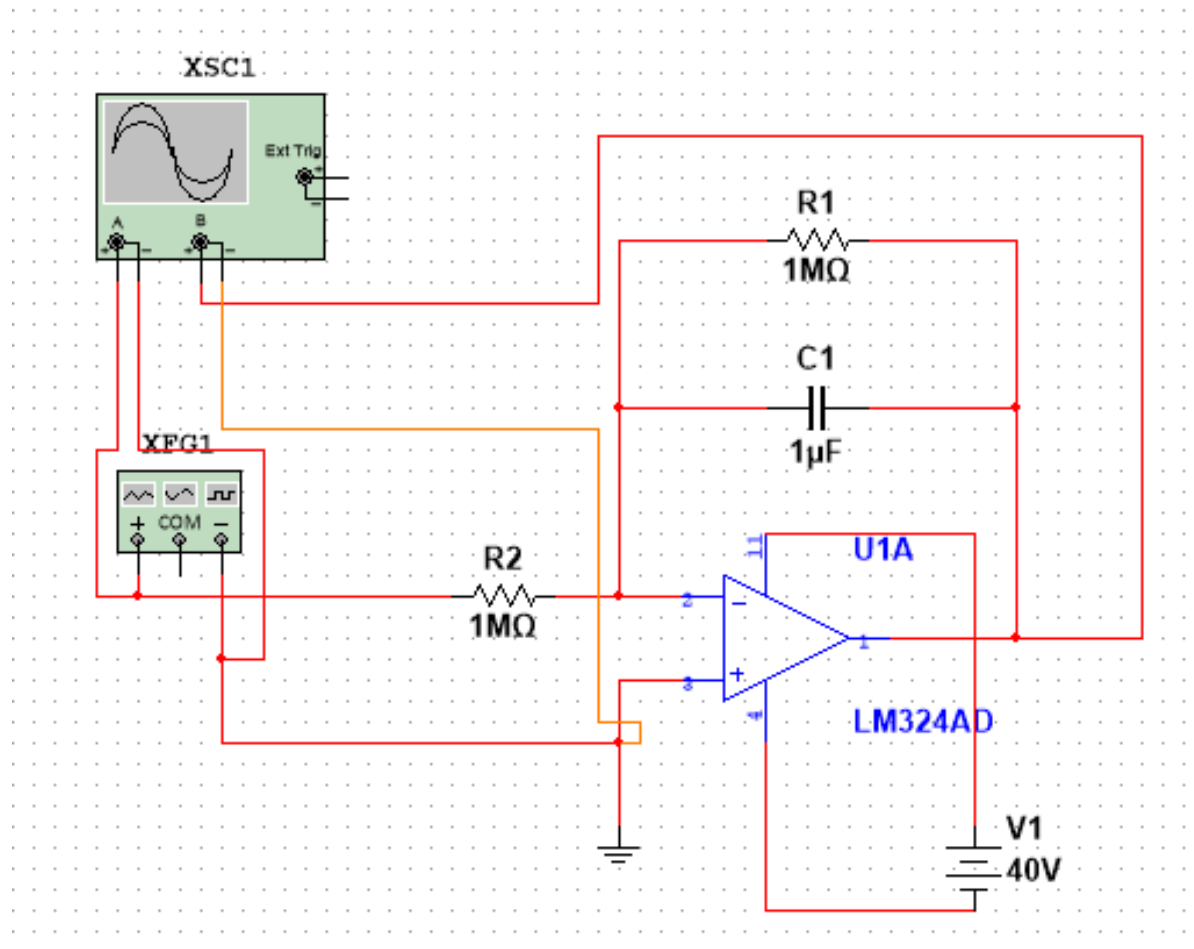 XSC1
Ext Trig
+
−
A
B
+ − + −
R1
1MΩ
C1
1µF
XFG1
+ COM −
R2
1MΩ
11
U1A
2
−
1
+
3
4
LM324AD
V1
40V